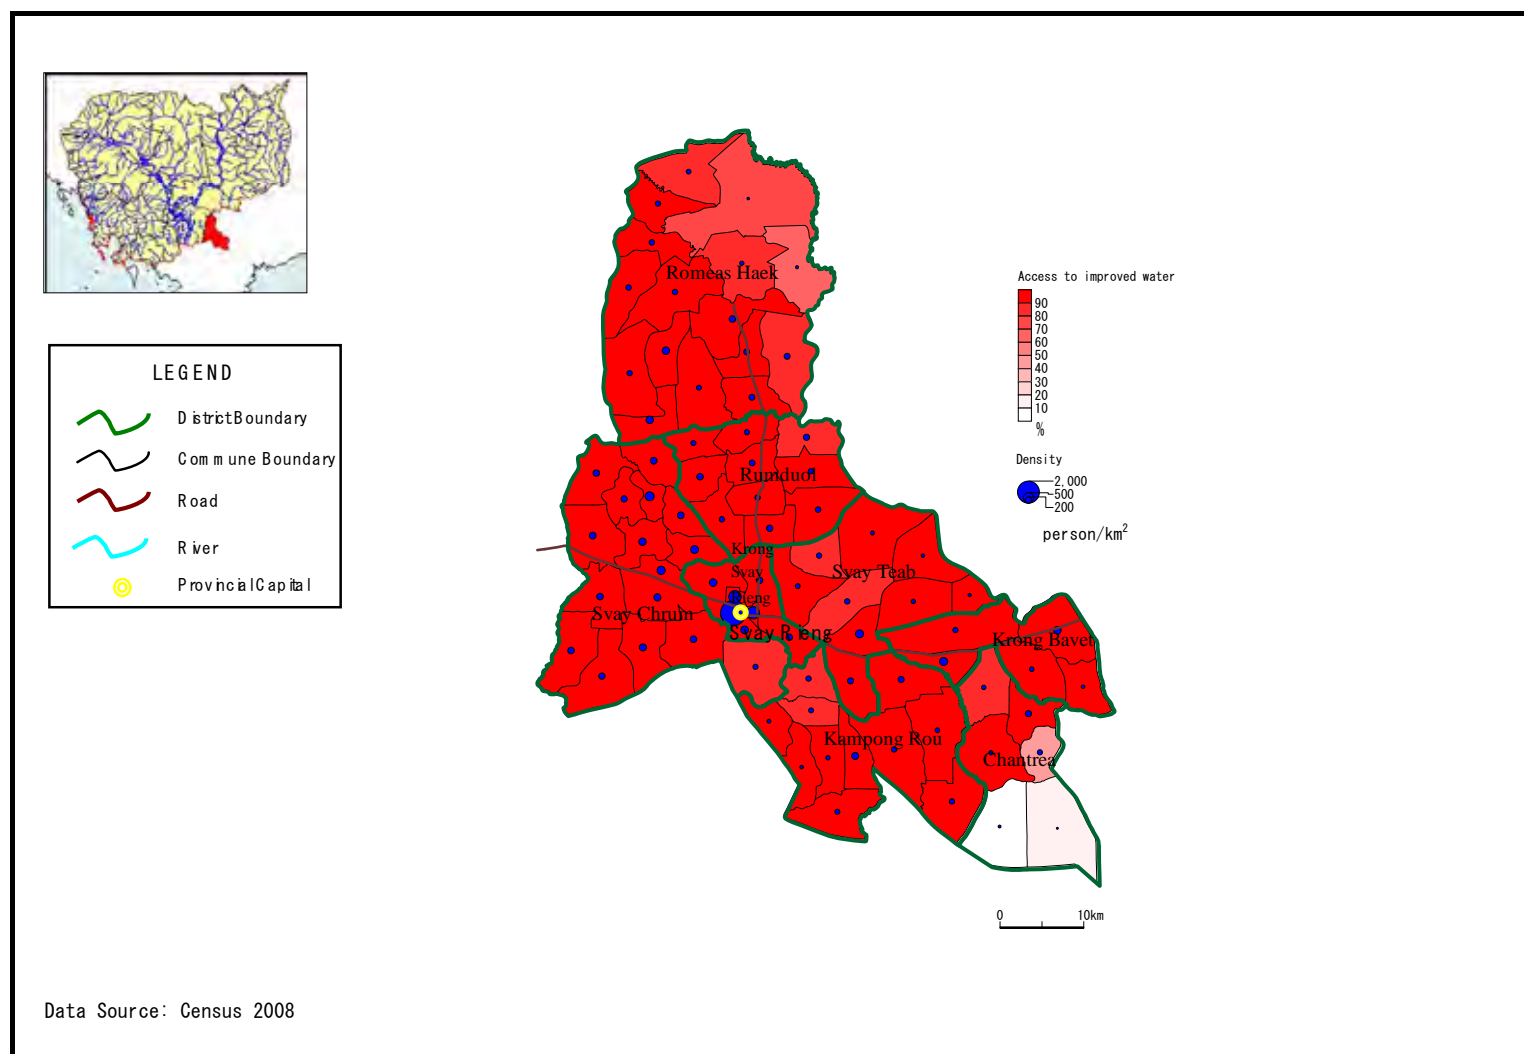 LEGEND
District Boundary
Commune Boundary
Road
River
Provincial Capital
Romeas Haek
Rumduol
Krong
Svay
Rieng
Svay Teab
Svay Chrum
Svay Rieng
Krong Bavet
Kampong Rou
Chantrea
Access to improved water
90
80
70
60
50
40
30
20
10
%
Density
2,000
500
200
person/km²
0 10km
Data Source: Census 2008